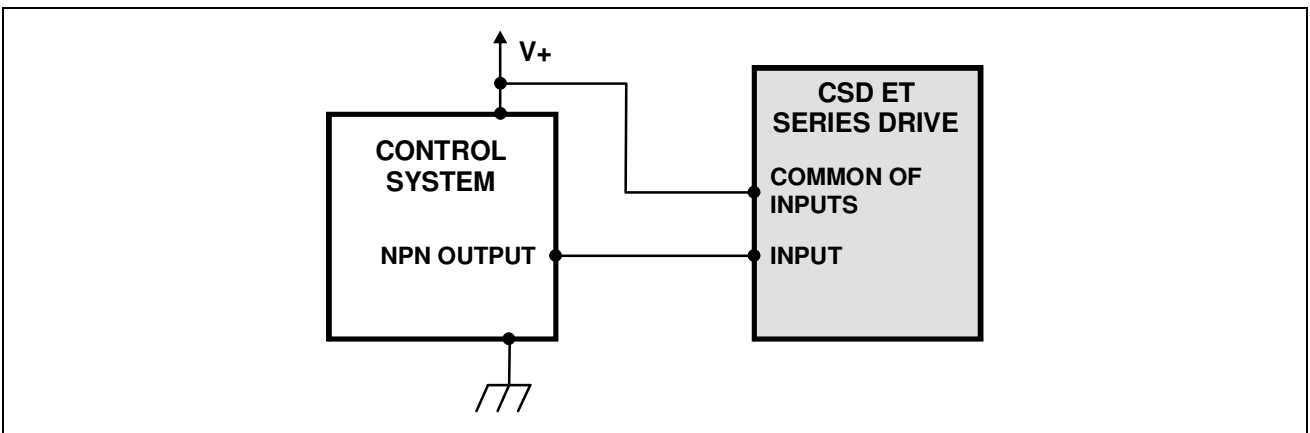 V+
CONTROL
SYSTEM
NPN OUTPUT
CSD ET
SERIES DRIVE
COMMON OF
INPUTS
INPUT